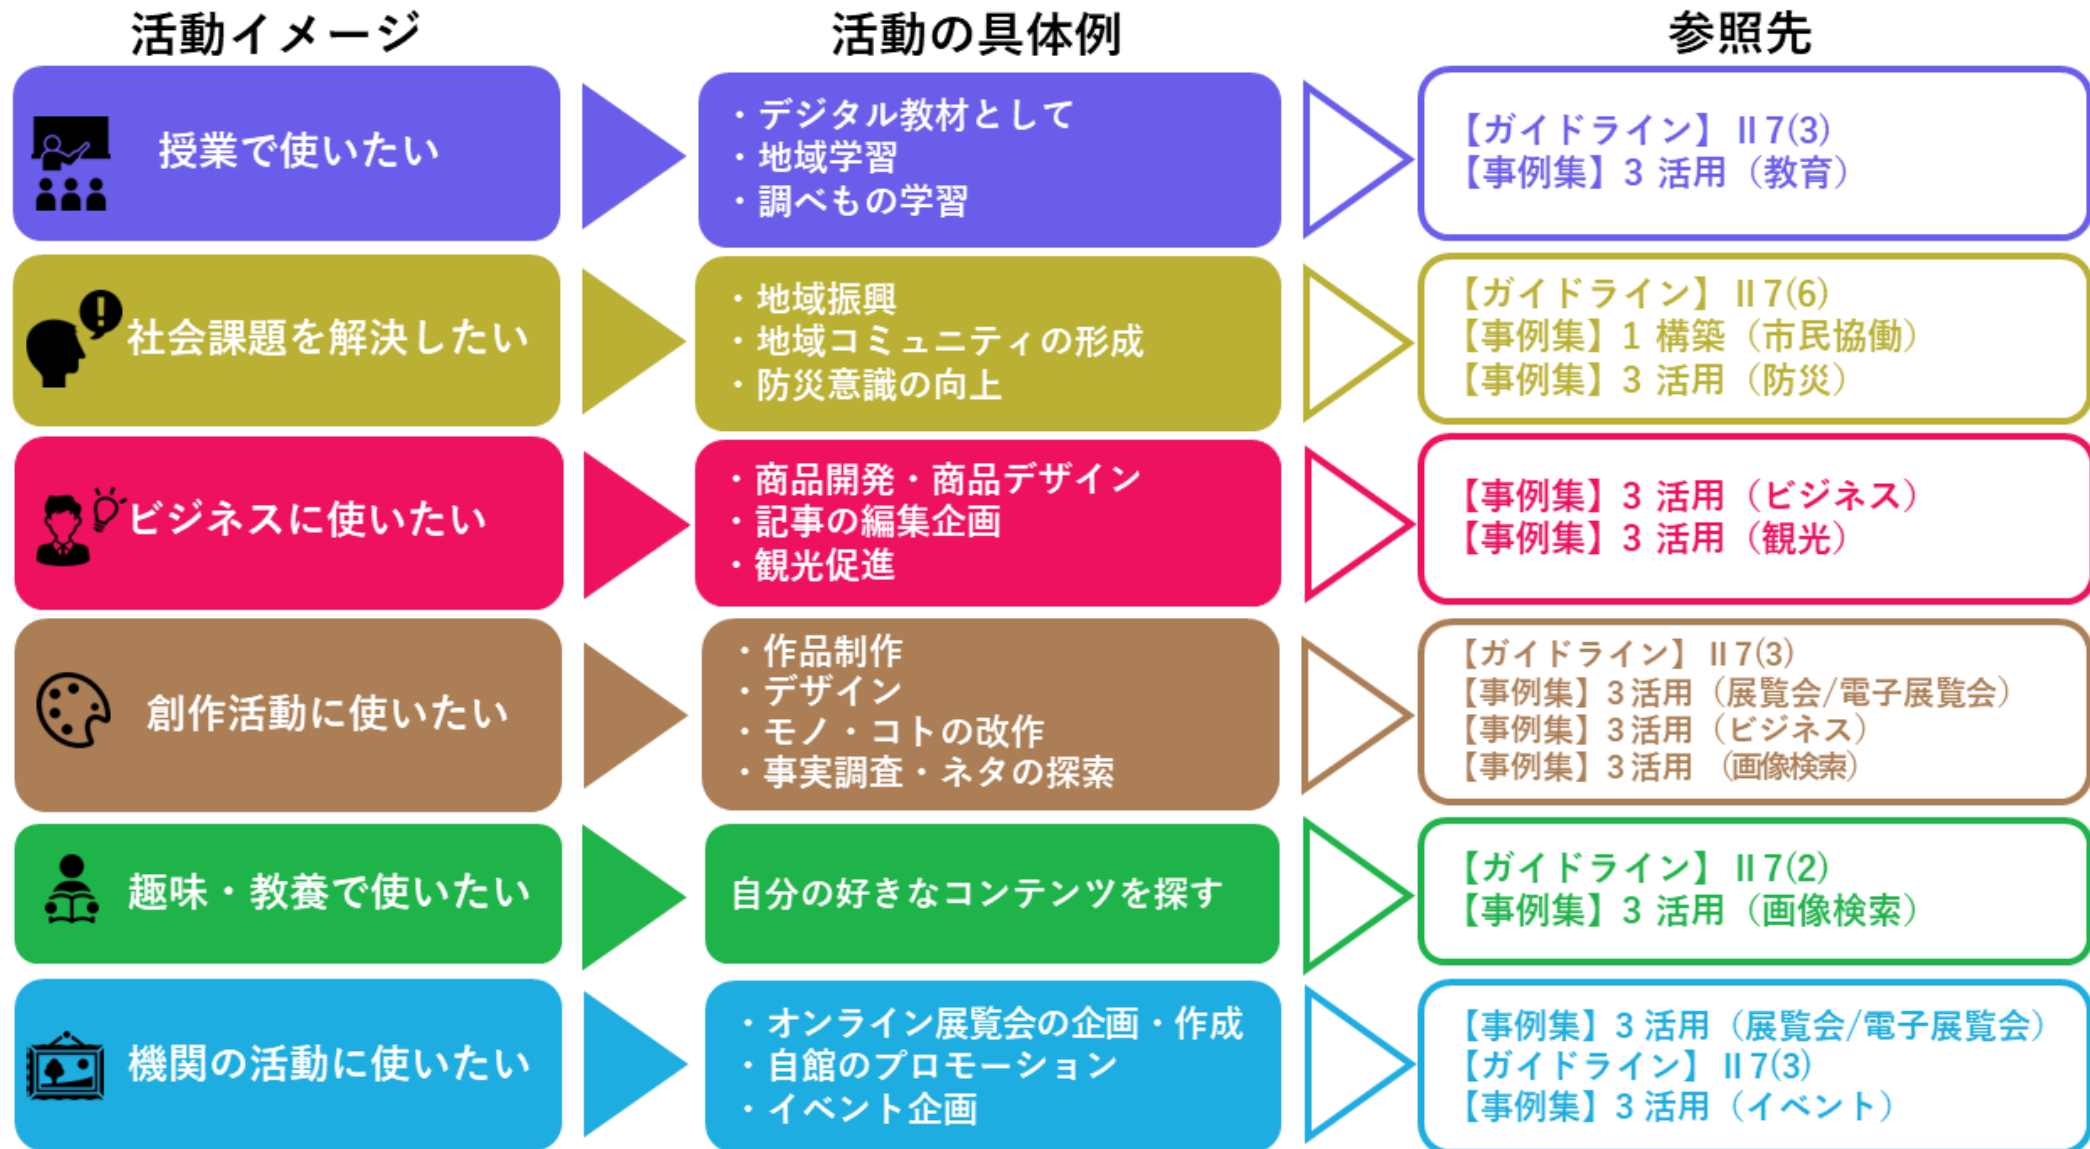 活動イメージ
活動の具体例
参照先
授業で使いたい
・デジタル教材として
・地域学習
・調べもの学習
【ガイドライン】Ⅱ7(3)
【事例集】3 活用（教育）
社会課題を解決したい
・地域振興
・地域コミュニティの形成
・防災意識の向上
【ガイドライン】Ⅱ7(6)
【事例集】1 構築（市民協働）
【事例集】3 活用（防災）
ビジネスに使いたい
・商品開発・商品デザイン
・記事の編集企画
・観光促進
【事例集】3 活用（ビジネス）
【事例集】3 活用（観光）
創作活動に使いたい
・作品制作
・デザイン
・モノ・コトの改作
・事実調査・ネタの探索
【ガイドライン】Ⅱ7(3)
【事例集】3活用（展覧会/電子展覧会）
【事例集】3活用（ビジネス）
【事例集】3活用（画像検索）
趣味・教養で使いたい
自分の好きなコンテンツを探す
【ガイドライン】Ⅱ7(2)
【事例集】3 活用（画像検索）
機関の活動に使いたい
・オンライン展覧会の企画・作成
・自館のプロモーション
・イベント企画
【事例集】3活用（展覧会/電子展覧会）
【ガイドライン】Ⅱ7(3)
【事例集】3活用（イベント）